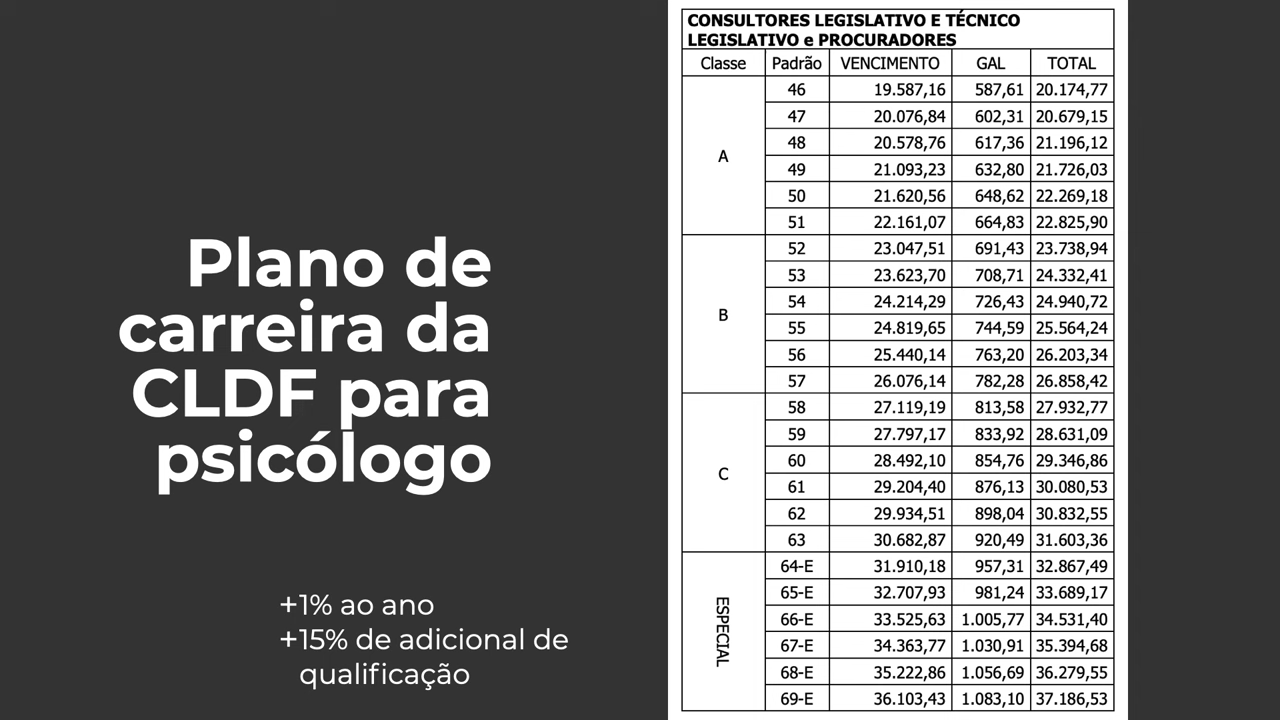 Plano de
carreira da
CLDF para
psicólogo
+1% ao ano
+15% de adicional de
qualificação
CONSULTORES LEGISLATIVO E TÉCNICO
LEGISLATIVO e PROCURADORES
Classe Padrão VENCIMENTO GAL TOTAL
A
46 19.587,16 587,61 20.174,77
47 20.076,84 602,31 20.679,15
48 20.578,76 617,36 21.196,12
49 21.093,23 632,80 21.726,03
50 21.620,56 648,62 22.269,18
51 22.161,07 664,83 22.825,90
B
52 23.047,51 691,43 23.738,94
53 23.623,70 708,71 24.332,41
54 24.214,29 726,43 24.940,72
55 24.819,65 744,59 25.564,24
56 25.440,14 763,20 26.203,34
57 26.076,14 782,28 26.858,42
C
58 27.119,19 813,58 27.932,77
59 27.797,17 833,92 28.631,09
60 28.492,10 854,76 29.346,86
61 29.204,40 876,13 30.080,53
62 29.934,51 898,04 30.832,55
63 30.682,87 920,49 31.603,36
ESPECIAL
64-E 31.910,18 957,31 32.867,49
65-E 32.707,93 981,24 33.689,17
66-E 33.525,63 1.005,77 34.531,40
67-E 34.363,77 1.030,91 35.394,68
68-E 35.222,86 1.056,69 36.279,55
69-E 36.103,43 1.083,10 37.186,53